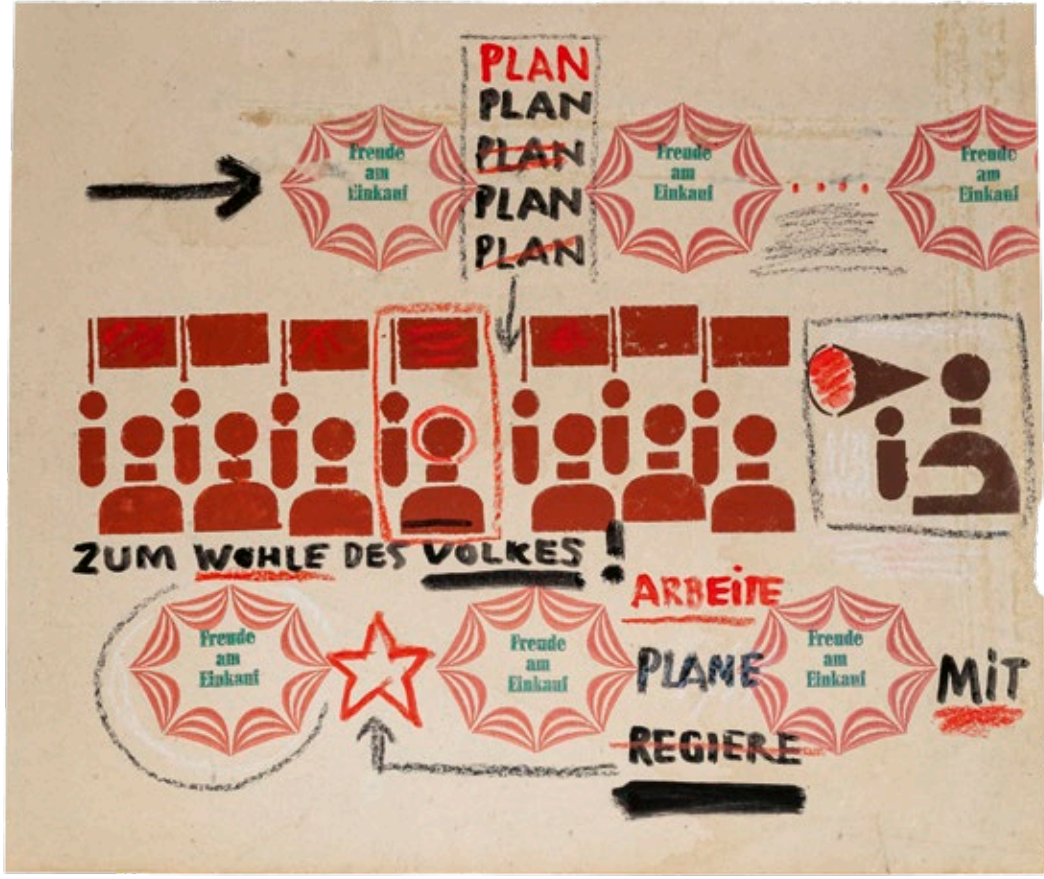 PLAN
PLAN
PLAN
PLAN
PLAN
Freude
am
Einkauf
Freude
am
Einkauf
Freude
am
Einkauf
ZUM WOHLE DES VOLKES!
Freude
am
Einkauf
Freude
am
Einkauf
ARBEITE
PLANE
REGIERE
Freude
am
Einkauf
MiT